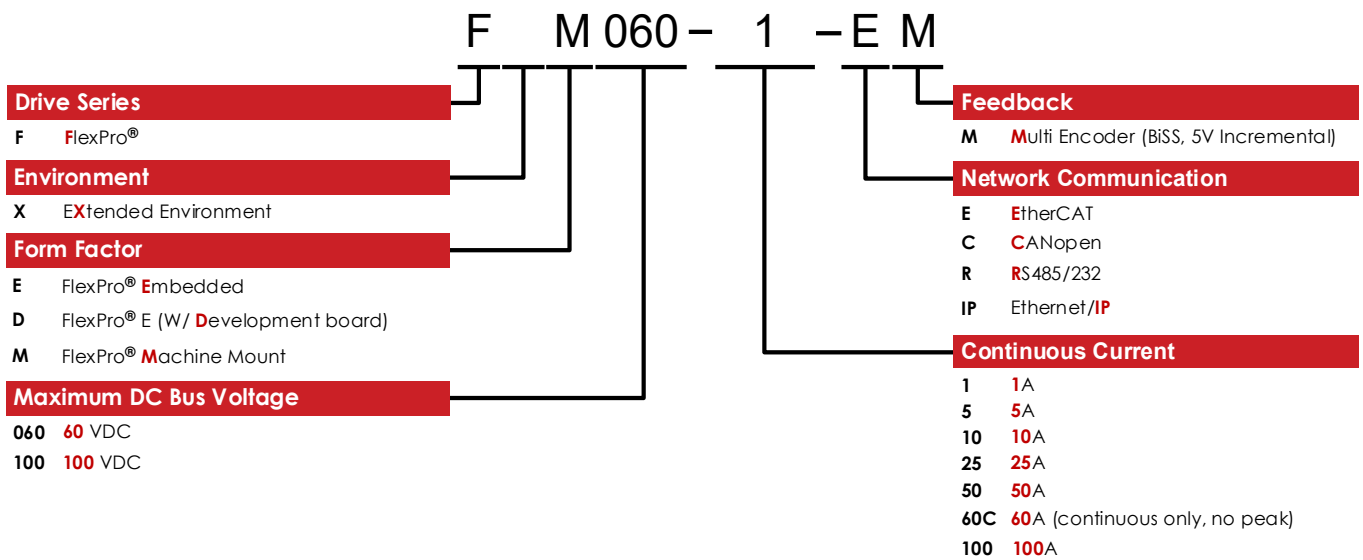 F M 060 – 1 – E M
Drive Series
F FlexPro®
Environment
X EXtended Environment
Form Factor
E FlexPro® Embedded
D FlexPro® E (W/ Development board)
M FlexPro® Machine Mount
Maximum DC Bus Voltage
060 60 VDC
100 100 VDC
Feedback
M Multi Encoder (BiSS, 5V Incremental)
Network Communication
E EtherCAT
C CANopen
R RS485/232
IP Ethernet/IP
Continuous Current
1 1A
5 5A
10 10A
25 25A
50 50A
60C 60A (continuous only, no peak)
100 100A